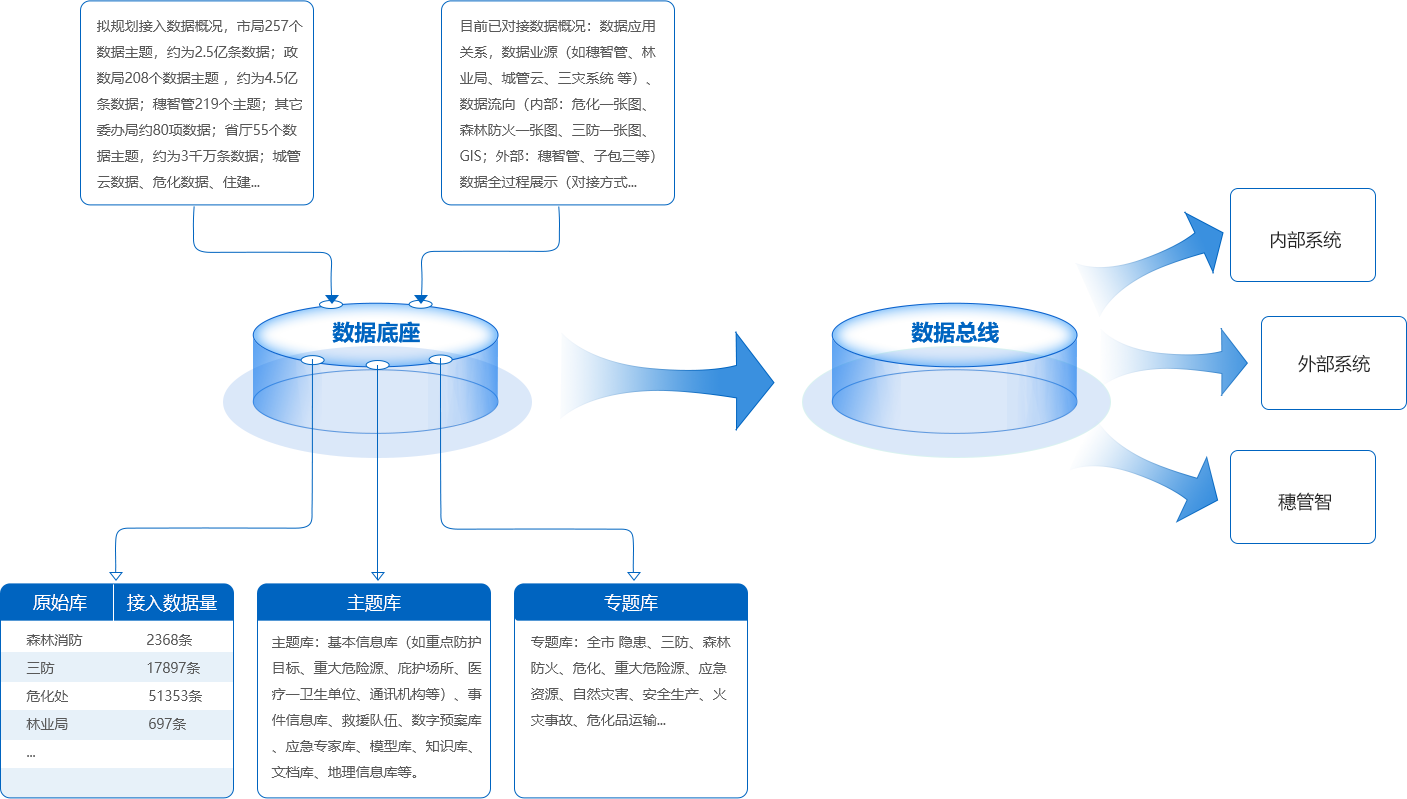 拟规划接入数据概况，市局257个
数据主题，约为2.5亿条数据；政
数局208个数据主题 ，约为4.5亿
条数据；穗智管219个主题；其它
委办局约80项数据；省厅55个数
据主题，约为3千万条数据；城管
云数据、危化数据、住建...
目前已对接数据概况：数据应用
关系，数据业源（如穗智管、林
业局、城管云、三灾系统 等）、
数据流向（内部：危化一张图、
森林防火一张图、三防一张图、
GIS；外部：穗智管、子包三等）
数据全过程展示（对接方式...
数据底座
数据总线
内部系统
外部系统
穗管智
原始库 接入数据量
森林消防 2368条
三防 17897条
危化处 51353条
林业局 697条
...
主题库
主题库：基本信息库（如重点防护
目标、重大危险源、庇护场所、医
疗一卫生单位、通讯机构等）、事
件信息库、救援队伍、数字预案库
、应急专家库、模型库、知识库、
文档库、地理信息库等。
专题库
专题库：全市 隐患、三防、森林
防火、危化、重大危险源、应急
资源、自然灾害、安全生产、火
灾事故、危化品运输...